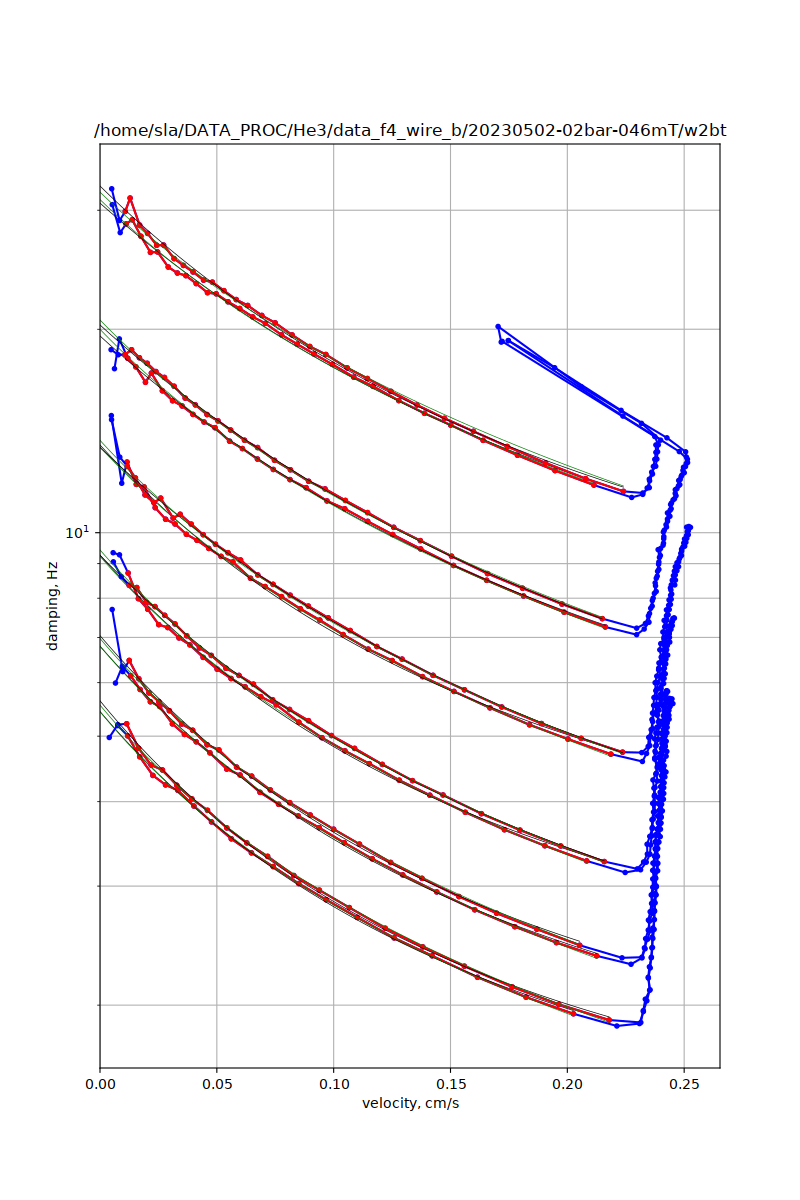 /home/sla/DATA_PROC/He3/data_f4_wire_b/20230502-02bar-046mT/w2bt
damping, Hz
10¹
0.00 0.05 0.10 0.15 0.20 0.25
velocity, cm/s